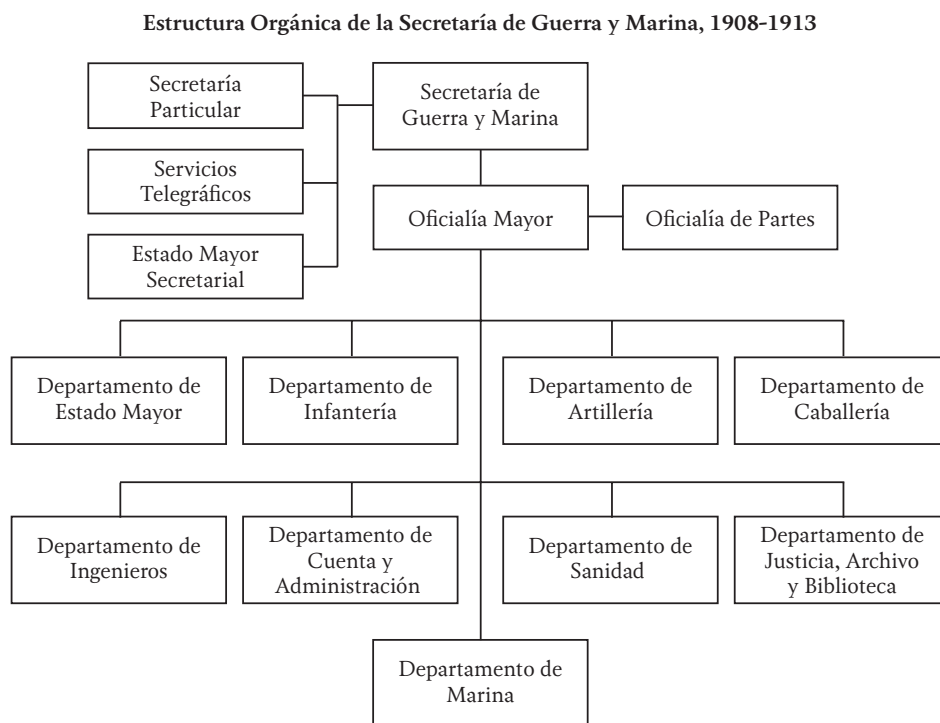 Estructura Orgánica de la Secretaría de Guerra y Marina, 1908-1913
Secretaría
Particular
Secretaría de
Guerra y Marina
Servicios
Telegráficos
Oficialía Mayor
Oficialía de Partes
Estado Mayor
Secretarial
Departamento de
Estado Mayor
Departamento de
Infantería
Departamento de
Artillería
Departamento de
Caballería
Departamento de
Ingenieros
Departamento de
Cuenta y
Administración
Departamento de
Sanidad
Departamento de
Justicia, Archivo
y Biblioteca
Departamento de
Marina